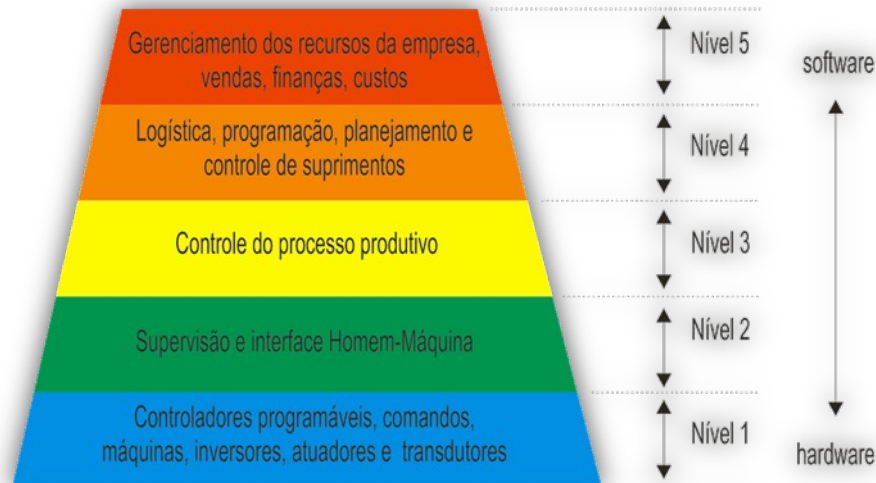 Gerenciamento dos recursos da empresa,
vendas, finanças, custos
Nível 5
software
Logística, programação, planejamento e
controle de suprimentos
Nível 4
Controle do processo produtivo
Nível 3
Supervisão e interface Homem-Máquina
Nível 2
Controladores programáveis, comandos,
máquinas, inversores, atuadores e transdutores
Nível 1
hardware